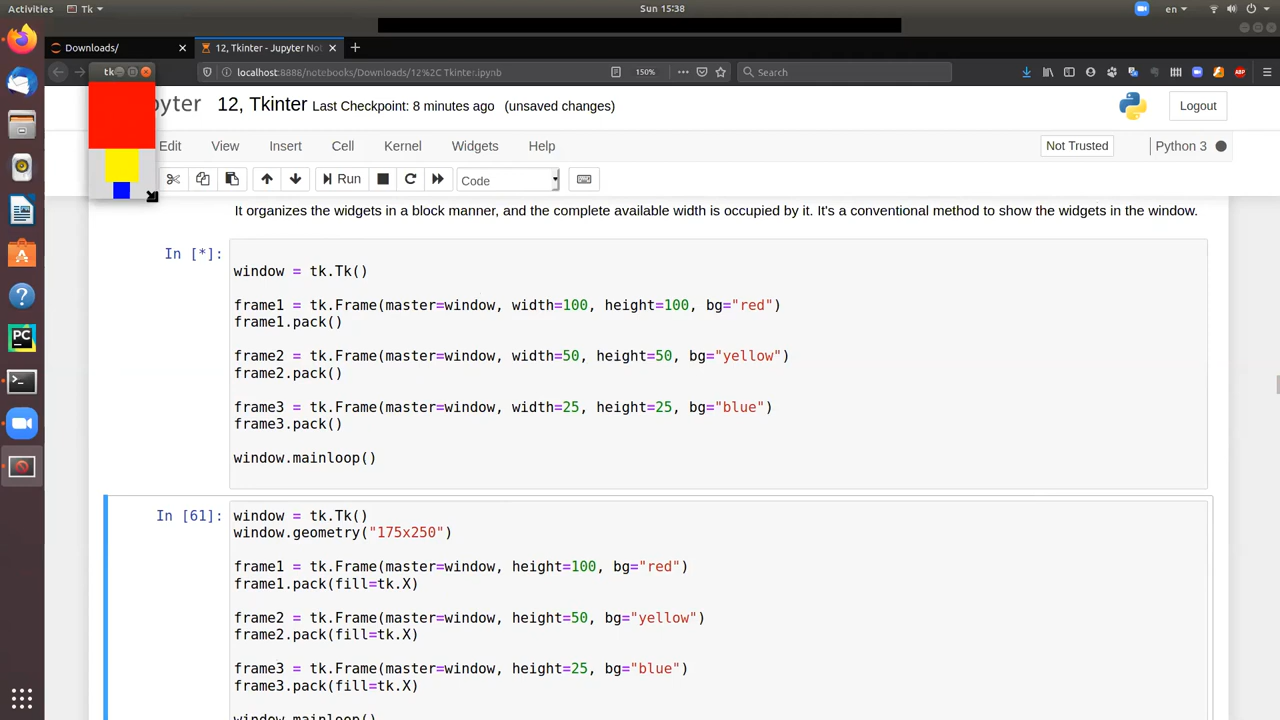 Activities
Tk
Sun 15:38
en
Downloads/
12, Tkinter - Jupyter No
tk
localhost:8888/notebooks/Downloads/12%2C Tkinter.ipynb
150%
Search
ABP
pyter 12, Tkinter Last Checkpoint: 8 minutes ago (unsaved changes)
Logout
Edit View Insert Cell Kernel Widgets Help
Not Trusted
Python 3
Run
Code
It organizes the widgets in a block manner, and the complete available width is occupied by it. It's a conventional method to show the widgets in the window.
In [*]:
window = tk.Tk()
frame1 = tk.Frame(master=window, width=100, height=100, bg="red")
frame1.pack()
frame2 = tk.Frame(master=window, width=50, height=50, bg="yellow")
frame2.pack()
frame3 = tk.Frame(master=window, width=25, height=25, bg="blue")
frame3.pack()
window.mainloop()
In [61]:
window = tk.Tk()
window.geometry("175x250")
frame1 = tk.Frame(master=window, height=100, bg="red")
frame1.pack(fill=tk.X)
frame2 = tk.Frame(master=window, height=50, bg="yellow")
frame2.pack(fill=tk.X)
frame3 = tk.Frame(master=window, height=25, bg="blue")
frame3.pack(fill=tk.X)
window.mainloop()
PC